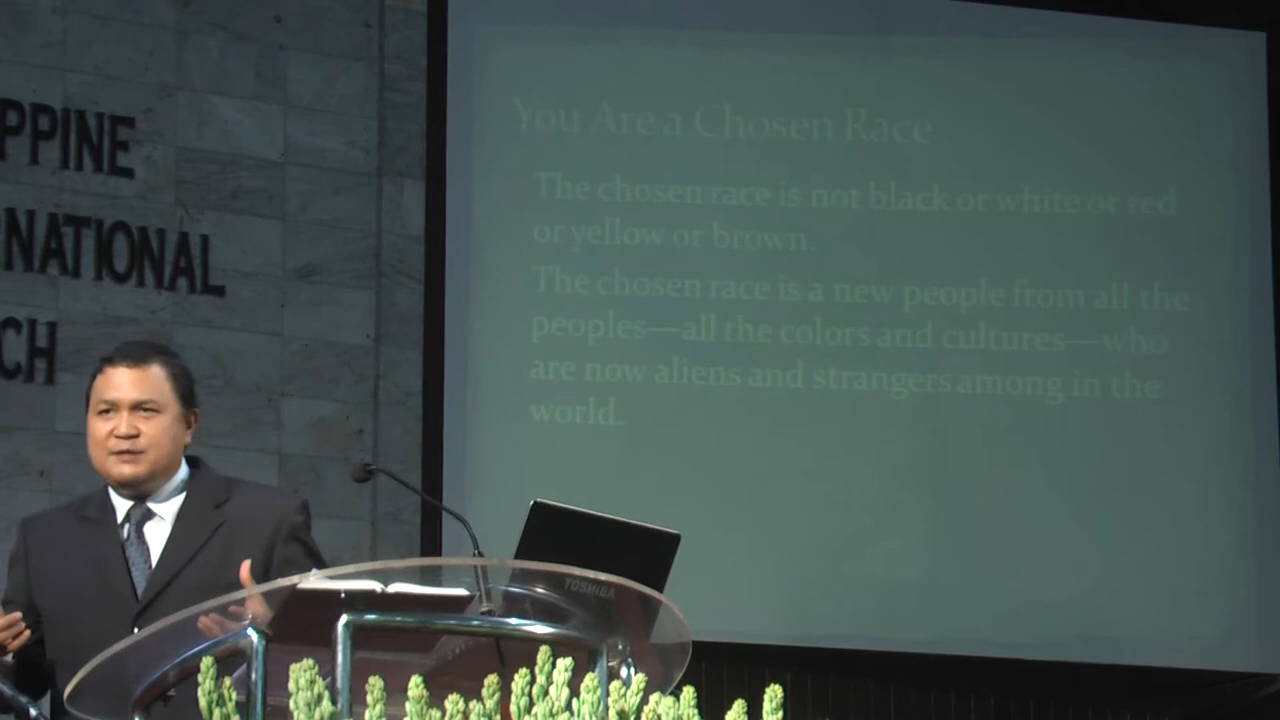 PPINE
NATIONAL
CH
You Are a Chosen Race
The chosen race is not black or white or red
or yellow or brown.
The chosen race is a new people from all the
peoples—all the colors and cultures—who
are now aliens and strangers among in the
world.
TOSHIBA